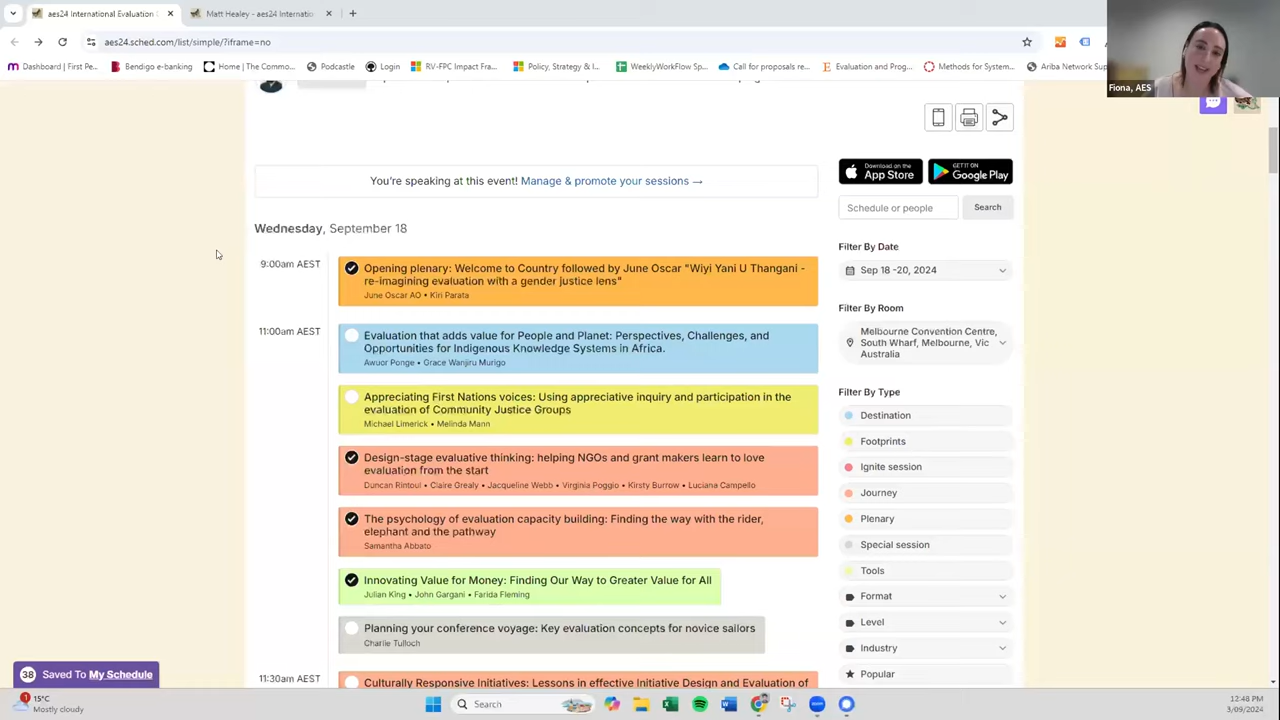 aes24 International Evaluation C
Matt Healey - aes24 Internatio
aes24.sched.com/list/simple/?iframe=no
Dashboard | First Pe...
Bendigo e-banking
Home | The Commo...
Podcastle
Login
RV-FPC Impact Fra...
Policy, Strategy & I...
WeeklyWorkFlow Sp...
Call for proposals re...
Evaluation and Prog...
Methods for System...
Ariba Network Sup
Fiona, AES
You're speaking at this event! Manage & promote your sessions →
Download on the
App Store
GET IT ON
Google Play
Schedule or people
Search
Wednesday, September 18
9:00am AEST
Opening plenary: Welcome to Country followed by June Oscar "Wiyi Yani U Thangani -
re-imagining evaluation with a gender justice lens"
June Oscar AO • Kiri Parata
11:00am AEST
Evaluation that adds value for People and Planet: Perspectives, Challenges, and
Opportunities for Indigenous Knowledge Systems in Africa.
Awuor Ponge • Grace Wanjiru Murigo
Appreciating First Nations voices: Using appreciative inquiry and participation in the
evaluation of Community Justice Groups
Michael Limerick • Melinda Mann
Design-stage evaluative thinking: helping NGOs and grant makers learn to love
evaluation from the start
Duncan Rintoul • Claire Grealy • Jacqueline Webb • Virginia Poggio • Kirsty Burrow • Luciana Campello
The psychology of evaluation capacity building: Finding the way with the rider,
elephant and the pathway
Samantha Abbato
Innovating Value for Money: Finding Our Way to Greater Value for All
Julian King • John Gargani • Farida Fleming
Planning your conference voyage: Key evaluation concepts for novice sailors
Charlie Tulloch
11:30am AEST
Culturally Responsive Initiatives: Lessons in effective Initiative Design and Evaluation of
Filter By Date
Sep 18 -20, 2024
Filter By Room
Melbourne Convention Centre,
South Wharf, Melbourne, Vic
Australia
Filter By Type
Destination
Footprints
Ignite session
Journey
Plenary
Special session
Tools
Format
Level
Industry
Popular
38 Saved To My Schedule
1
15°C
Mostly cloudy
Search
12:48 PM
3/09/2024